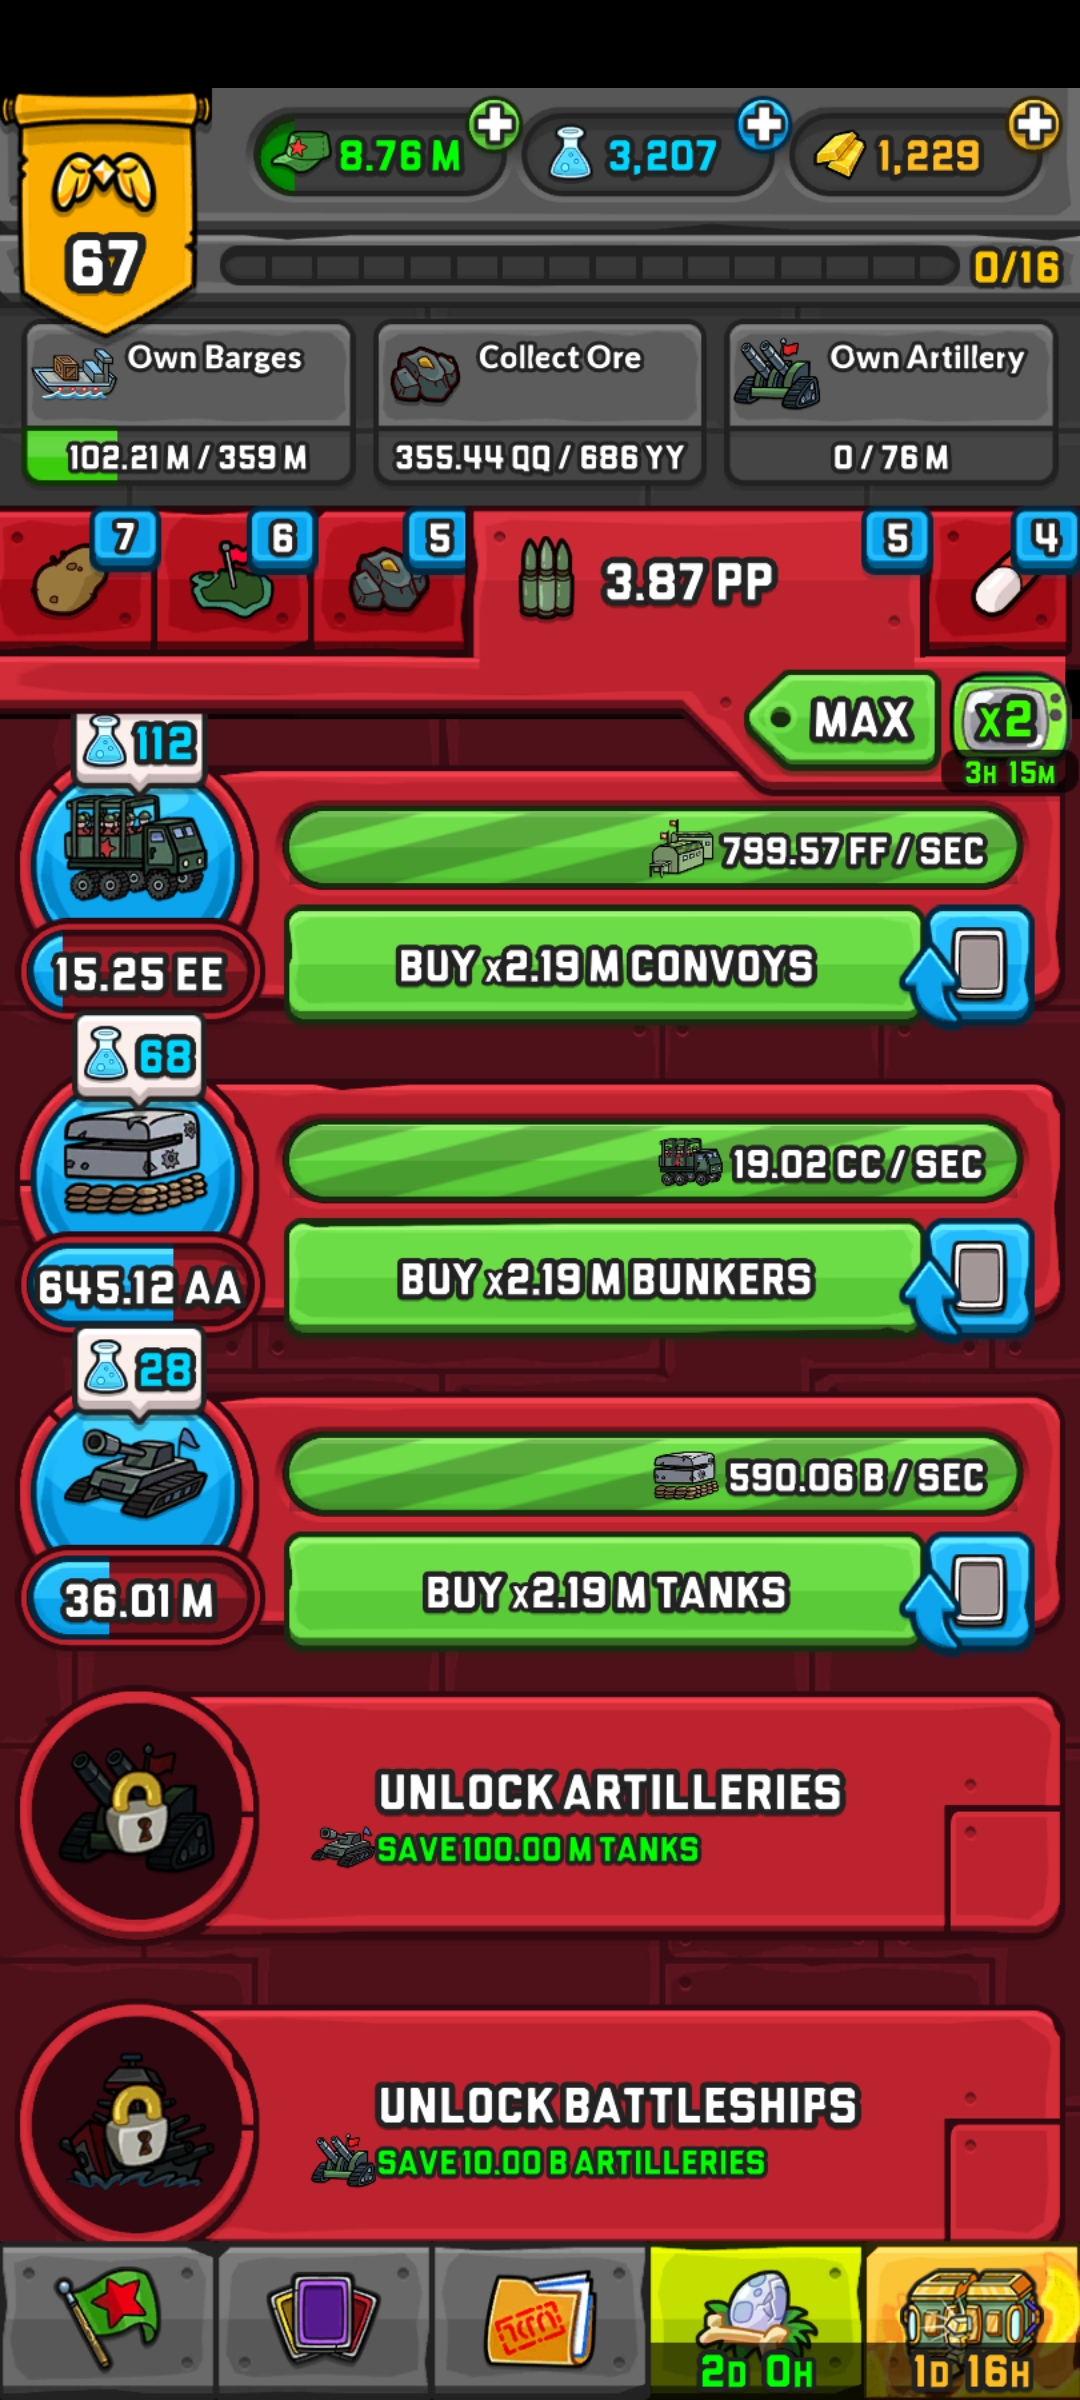 8.76 M
3,207
1,229
67
0/16
Own Barges
102.21 M / 359 M
Collect Ore
355.44 QQ / 686 YY
Own Artillery
0 / 76 M
7
6
5
3.87 PP
5
4
MAX
x2
3H 15M
112
799.57 FF / SEC
15.25 EE
BUY x2.19 M CONVOYS
68
19.02 CC / SEC
645.12 AA
BUY x2.19 M BUNKERS
28
590.06 B / SEC
36.01 M
BUY x2.19 M TANKS
UNLOCK ARTILLERIES
SAVE 100.00 M TANKS
UNLOCK BATTLESHIPS
SAVE 10.00 B ARTILLERIES
2D 0H
1D 16H